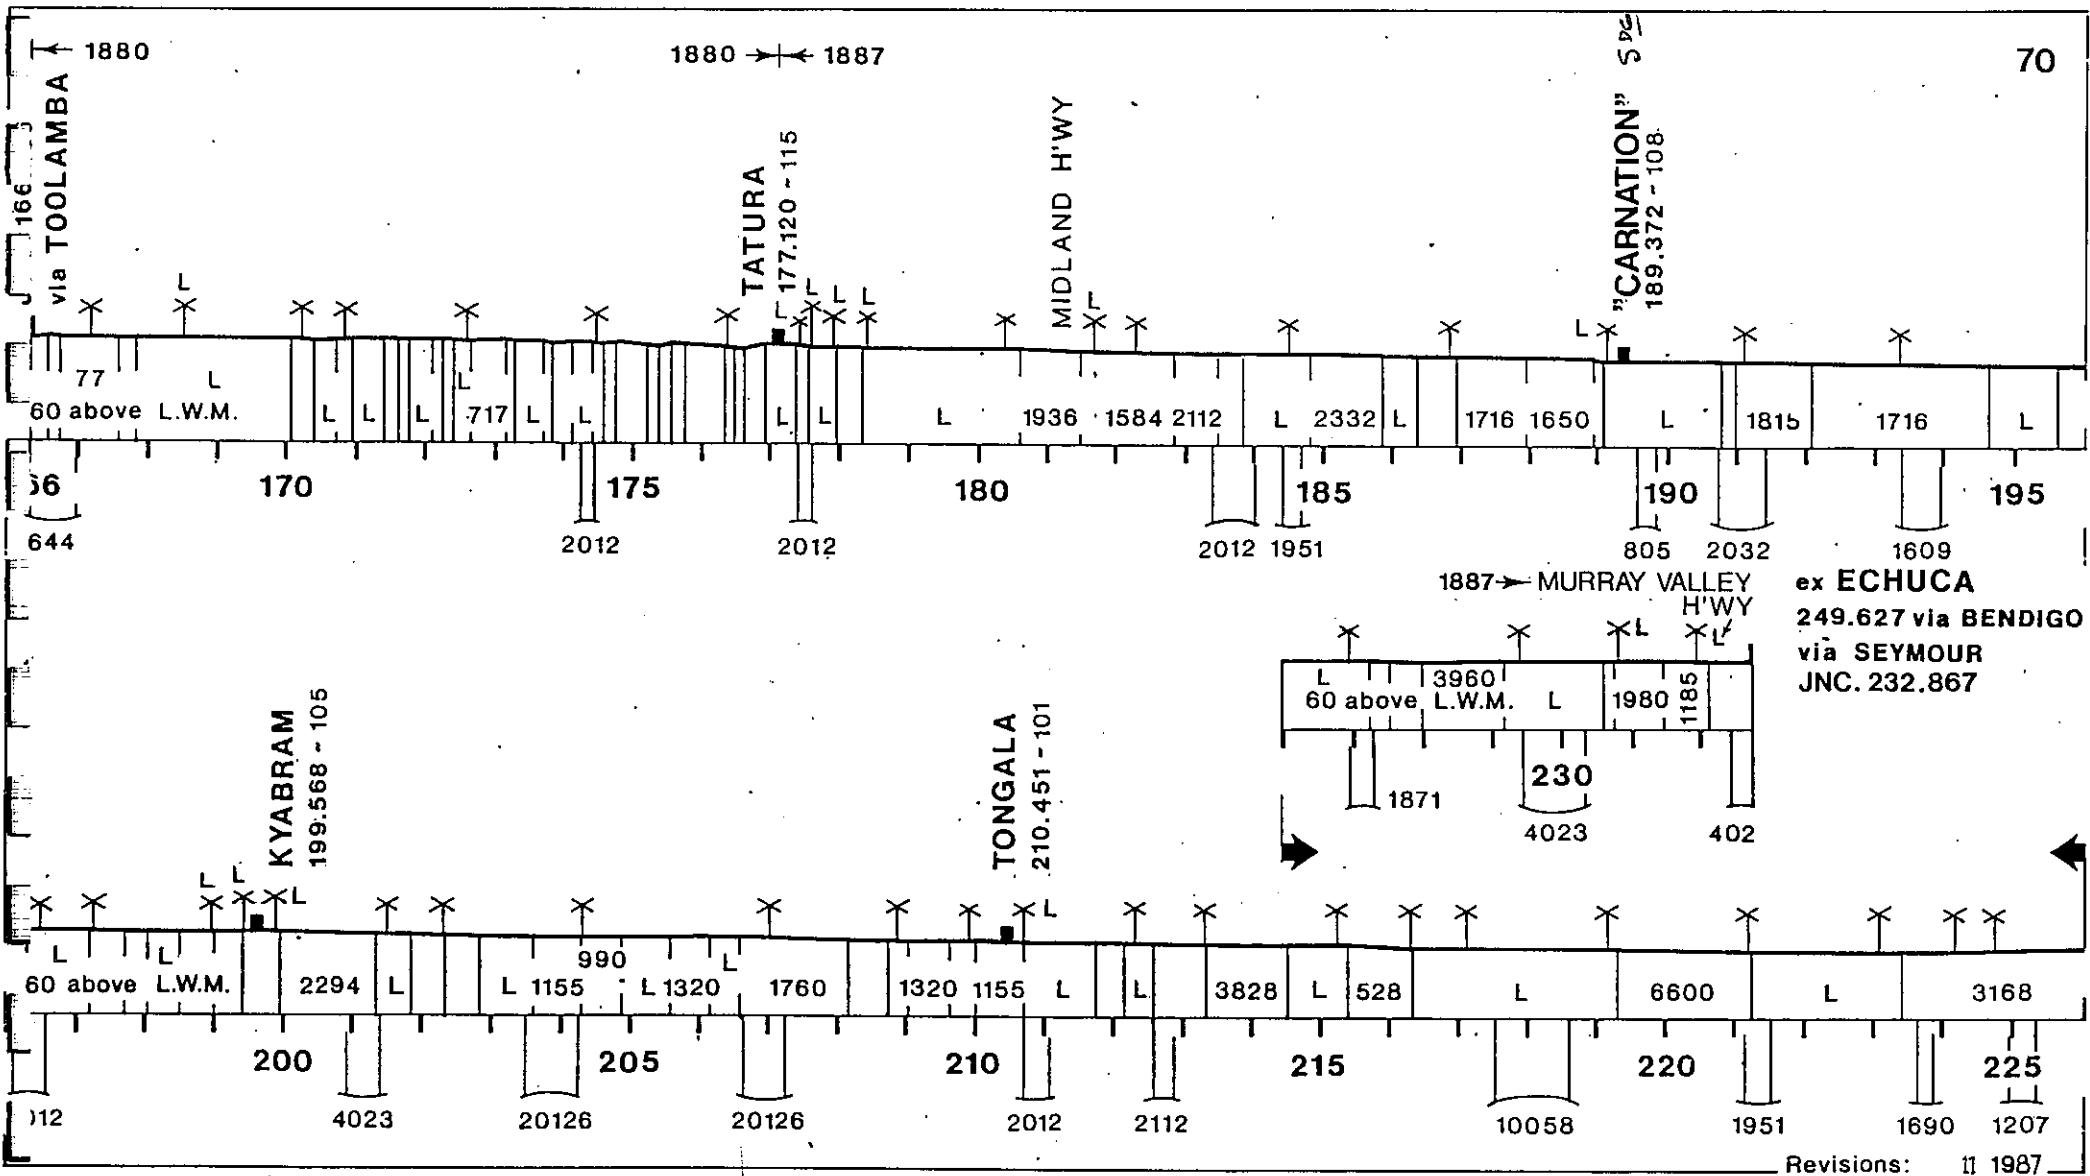 1880
1880
1887
70
166
via TOOLAMBA
TATURA
177.120 - 115
MIDLAND H'WY
"CARNATION" SDG
189.372 - 108
L
L
L
L
L
L
L
L
77
L
60 above L.W.M.
L
L
L
L
717
L
L
L
L
L
1936
1584
2112
L
2332
L
1716
1650
L
1815
1716
L
66
170
175
180
185
190
195
644
2012
2012
2012
1951
805
2032
1609
1887
MURRAY VALLEY
H'WY
ex ECHUCA
249.627 via BENDIGO
via SEYMOUR
JNC. 232.867
L
L
L
3960
60 above L.W.M.
L
1980
1185
230
1871
4023
402
KYABRAM
199.568 - 105
TONGALA
210.451 - 101
L
L
L
L
L
L
60 above L.W.M.
2294
L
L
1155
990
L
1320
L
1760
1320
1155
L
L
3828
L
528
L
6600
L
3168
200
205
210
215
220
225
4023
20126
20126
2012
2112
10058
1951
1690
1207
Revisions: 11 1987